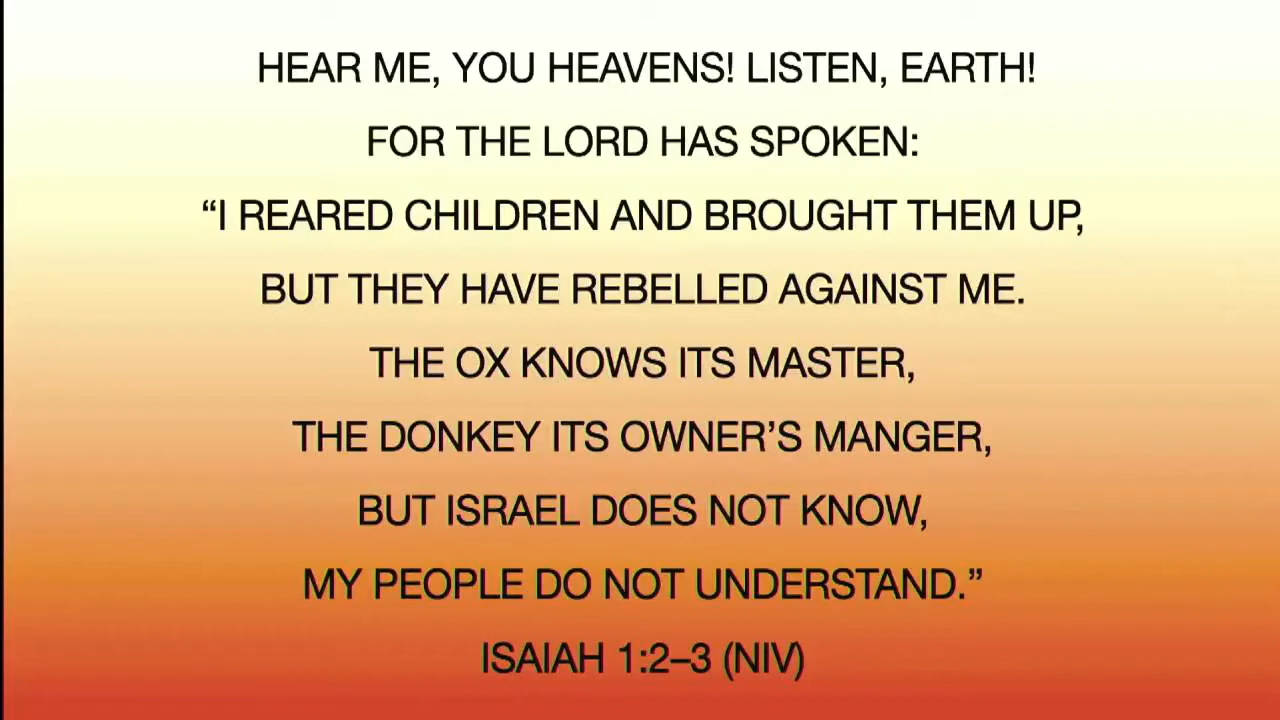 HEAR ME, YOU HEAVENS! LISTEN, EARTH!
FOR THE LORD HAS SPOKEN:
“I REARED CHILDREN AND BROUGHT THEM UP,
BUT THEY HAVE REBELLED AGAINST ME.
THE OX KNOWS ITS MASTER,
THE DONKEY ITS OWNER’S MANGER,
BUT ISRAEL DOES NOT KNOW,
MY PEOPLE DO NOT UNDERSTAND.”
ISAIAH 1:2–3 (NIV)